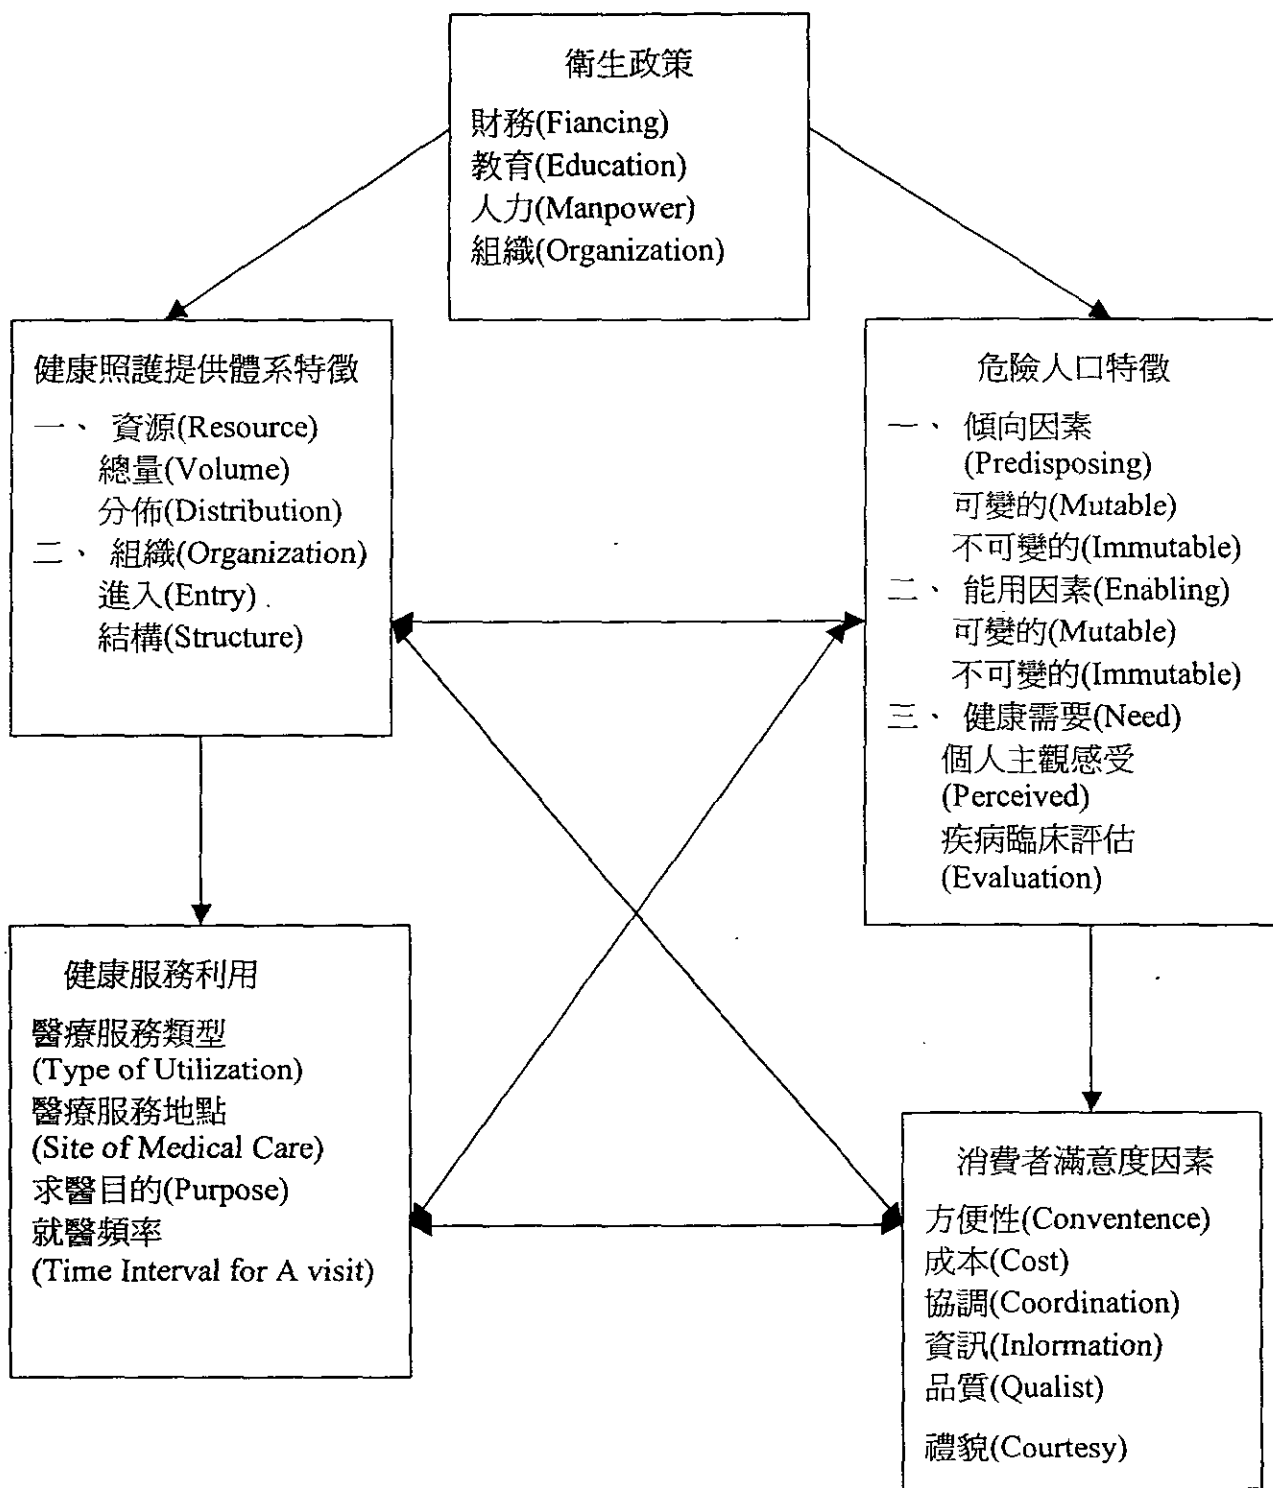 衛生政策
財務(Fiancing)
教育(Education)
人力(Manpower)
組織(Organization)
健康照護提供體系特徵
一、 資源(Resource)
總量(Volume)
分佈(Distribution)
二、 組織(Organization)
進入(Entry)
結構(Structure)
危險人口特徵
一、 傾向因素
(Predisposing)
可變的(Mutable)
不可變的(Immutable)
二、 能用因素(Enabling)
可變的(Mutable)
不可變的(Immutable)
三、 健康需要(Need)
個人主觀感受
(Perceived)
疾病臨床評估
(Evaluation)
健康服務利用
醫療服務類型
(Type of Utilization)
醫療服務地點
(Site of Medical Care)
求醫目的(Purpose)
就醫頻率
(Time Interval for A visit)
消費者滿意度因素
方便性(Conventence)
成本(Cost)
協調(Coordination)
資訊(Inlormation)
品質(Qualist)
禮貌(Courtesy)